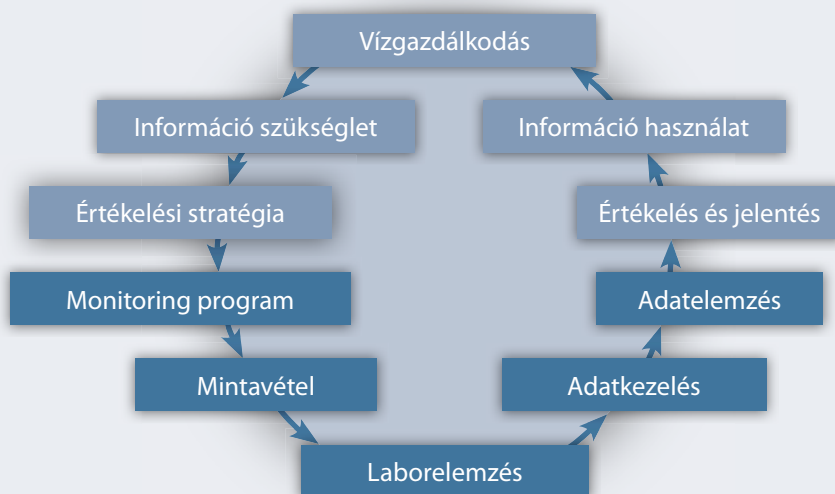 Vízgazdálkodás
Információ szükséglet
Információ használat
Értékelési stratégia
Értékelés és jelentés
Monitoring program
Adatelemzés
Mintavétel
Adatkezelés
Laborelemzés